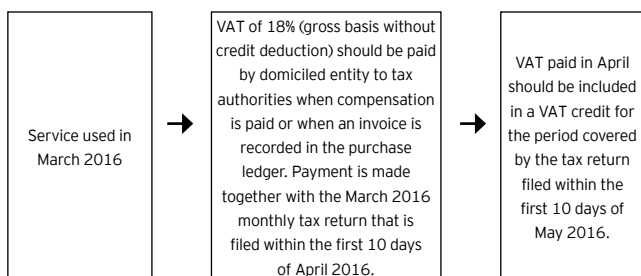 Service used in
March 2016
VAT of 18% (gross basis without
credit deduction) should be paid
by domiciled entity to tax
authorities when compensation
is paid or when an invoice is
recorded in the purchase
ledger. Payment is made
together with the March 2016
monthly tax return that is
filed within the first 10 days
of April 2016.
VAT paid in April
should be included
in a VAT credit for
the period covered
by the tax return
filed within the
first 10 days of
May 2016.